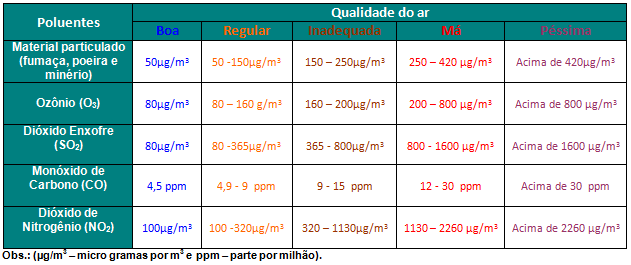 Poluentes
Qualidade do ar
Boa Regular Inadequada Má Péssima
Material particulado
(fumaça, poeira e
minério)
50µg/m³ 50 -150µg/m³ 150 – 250µg/m³ 250 – 420 µg/m³ Acima de 420µg/m³
Ozônio (O₃) 80µg/m³ 80 – 160 g/m³ 160 – 200µg/m³ 200 – 800 µg/m³ Acima de 800 µg/m³
Dióxido Enxofre
(SO₂)
80µg/m³ 80 -365µg/m³ 365 - 800µg/m³ 800 - 1600 µg/m³ Acima de 1600 µg/m³
Monóxido de
Carbono (CO)
4,5 ppm 4,9 - 9 ppm 9 - 15 ppm 12 - 30 ppm Acima de 30 ppm
Dióxido de
Nitrogênio (NO₂)
100µg/m³ 100 -320µg/m³ 320 – 1130µg/m³ 1130 – 2260 µg/m³ Acima de 2260 µg/m³
Obs.: (µg/m³ – micro gramas por m³ e ppm – parte por milhão).